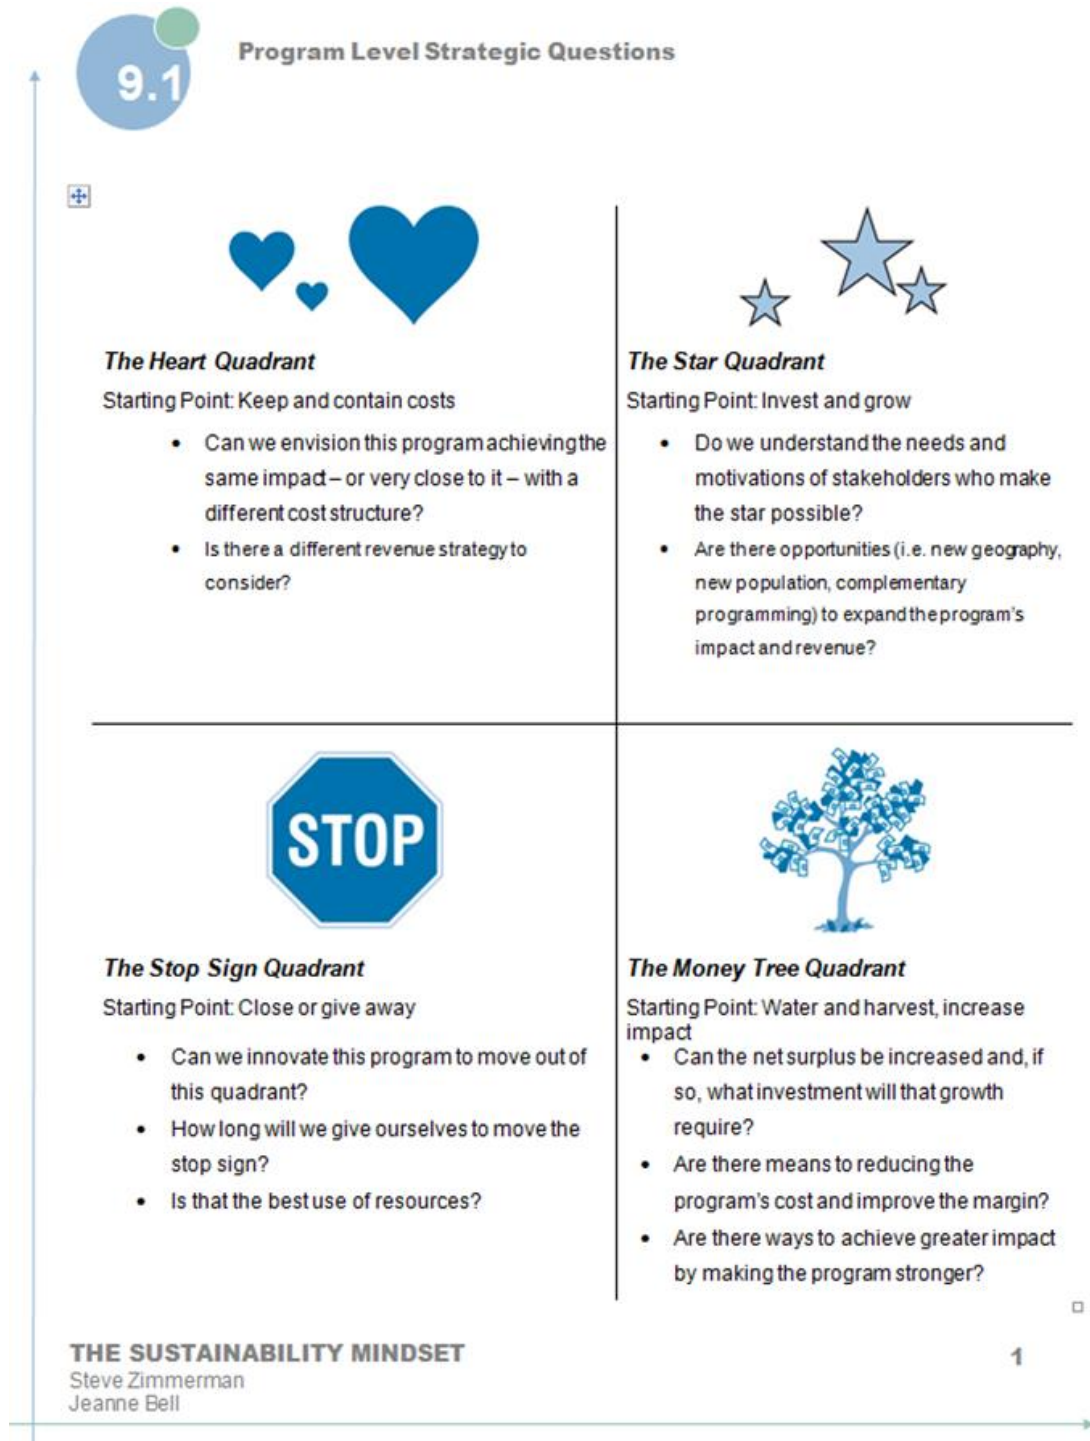 9.1
Program Level Strategic Questions
The Heart Quadrant
Starting Point: Keep and contain costs
• Can we envision this program achieving the
same impact – or very close to it – with a
different cost structure?
• Is there a different revenue strategy to
consider?
The Star Quadrant
Starting Point: Invest and grow
• Do we understand the needs and
motivations of stakeholders who make
the star possible?
• Are there opportunities (i.e. new geography,
new population, complementary
programming) to expand the program's
impact and revenue?
STOP
The Stop Sign Quadrant
Starting Point: Close or give away
• Can we innovate this program to move out of
this quadrant?
• How long will we give ourselves to move the
stop sign?
• Is that the best use of resources?
The Money Tree Quadrant
Starting Point: Water and harvest, increase
impact
• Can the net surplus be increased and, if
so, what investment will that growth
require?
• Are there means to reducing the
program's cost and improve the margin?
• Are there ways to achieve greater impact
by making the program stronger?
THE SUSTAINABILITY MINDSET
Steve Zimmerman
Jeanne Bell
1